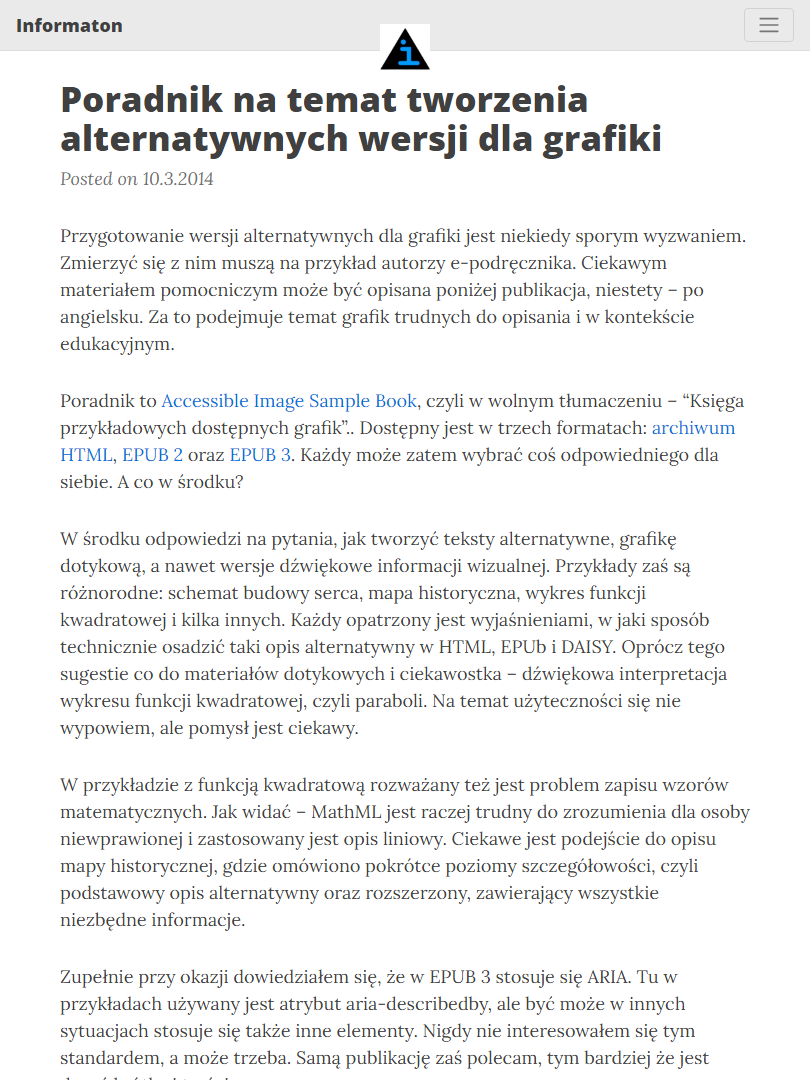 Informaton
i
Poradnik na temat tworzenia
alternatywnych wersji dla grafiki
Posted on 10.3.2014
Przygotowanie wersji alternatywnych dla grafiki jest niekiedy sporym wyzwaniem.
Zmierzyć się z nim muszą na przykład autorzy e-podręcznika. Ciekawym
materiałem pomocniczym może być opisana poniżej publikacja, niestety – po
angielsku. Za to podejmuje temat grafik trudnych do opisania i w kontekście
edukacyjnym.
Poradnik to Accessible Image Sample Book, czyli w wolnym tłumaczeniu – “Księga
przykładowych dostępnych grafik”.. Dostępny jest w trzech formatach: archiwum
HTML, EPUB 2 oraz EPUB 3. Każdy może zatem wybrać coś odpowiedniego dla
siebie. A co w środku?
W środku odpowiedzi na pytania, jak tworzyć teksty alternatywne, grafikę
dotykową, a nawet wersje dźwiękowe informacji wizualnej. Przykłady zaś są
różnorodne: schemat budowy serca, mapa historyczna, wykres funkcji
kwadratowej i kilka innych. Każdy opatrzony jest wyjaśnieniami, w jaki sposób
technicznie osadzić taki opis alternatywny w HTML, EPUb i DAISY. Oprócz tego
sugestie co do materiałów dotykowych i ciekawostka – dźwiękowa interpretacja
wykresu funkcji kwadratowej, czyli paraboli. Na temat użyteczności się nie
wypowiem, ale pomysł jest ciekawy.
W przykładzie z funkcją kwadratową rozważany też jest problem zapisu wzorów
matematycznych. Jak widać – MathML jest raczej trudny do zrozumienia dla osoby
niewprawionej i zastosowany jest opis liniowy. Ciekawe jest podejście do opisu
mapy historycznej, gdzie omówiono pokrótce poziomy szczegółowości, czyli
podstawowy opis alternatywny oraz rozszerzony, zawierający wszystkie
niezbędne informacje.
Zupełnie przy okazji dowiedziałem się, że w EPUB 3 stosuje się ARIA. Tu w
przykładach używany jest atrybut aria-describedby, ale być może w innych
sytuacjach stosuje się także inne elementy. Nigdy nie interesowałem się tym
standardem, a może trzeba. Samą publikację zaś polecam, tym bardziej że jest